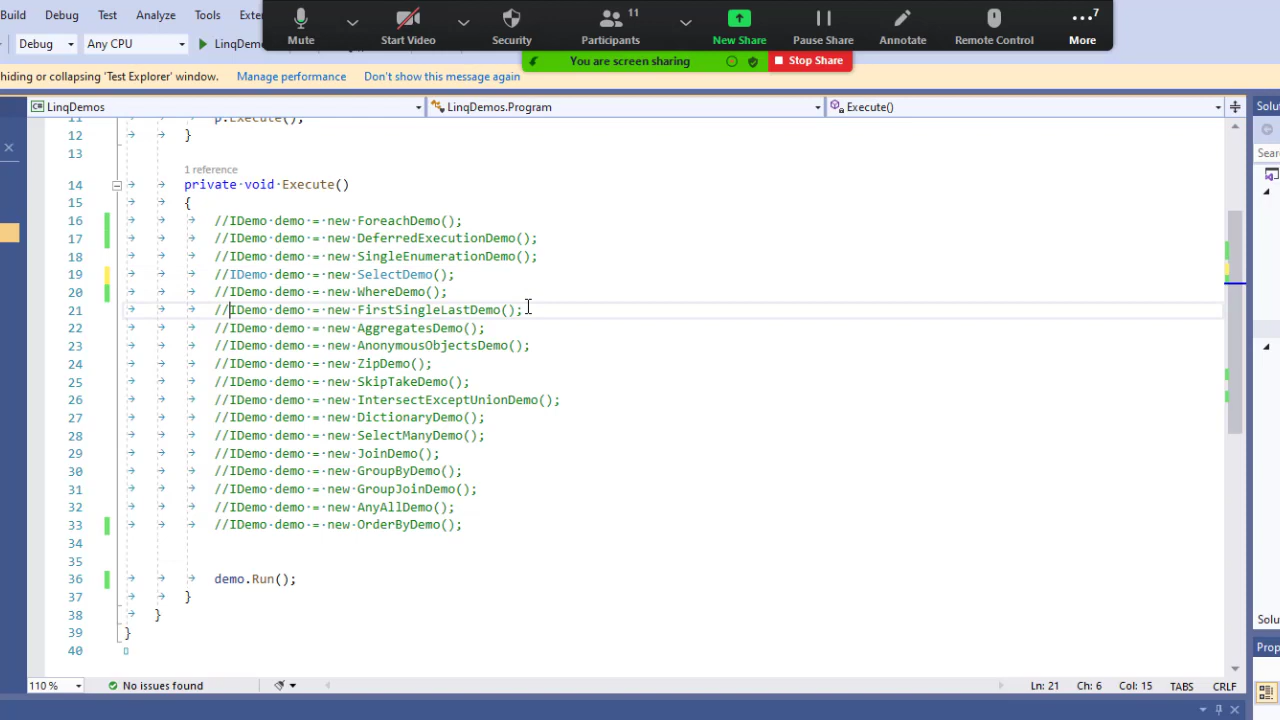 Build Debug Test Analyze Tools
11
7
Mute Start Video Security Participants New Share Pause Share Annotate Remote Control More
Debug Any CPU
You are screen sharing Stop Share
hiding or collapsing 'Test Explorer' window. Manage performance Don't show this message again
LinqDemos LinqDemos.Program Execute()
11 p.Execute();
12 }
13
1 reference
14 private void Execute()
15 {
16 //IDemo demo = new ForeachDemo();
17 //IDemo demo = new DeferredExecutionDemo();
18 //IDemo demo = new SingleEnumerationDemo();
19 //IDemo demo = new SelectDemo();
20 //IDemo demo = new WhereDemo();
21 //IDemo demo = new FirstSingleLastDemo();
22 //IDemo demo = new AggregatesDemo();
23 //IDemo demo = new AnonymousObjectsDemo();
24 //IDemo demo = new ZipDemo();
25 //IDemo demo = new SkipTakeDemo();
26 //IDemo demo = new IntersectExceptUnionDemo();
27 //IDemo demo = new DictionaryDemo();
28 //IDemo demo = new SelectManyDemo();
29 //IDemo demo = new JoinDemo();
30 //IDemo demo = new GroupByDemo();
31 //IDemo demo = new GroupJoinDemo();
32 //IDemo demo = new AnyAllDemo();
33 //IDemo demo = new OrderByDemo();
34
35
36 demo.Run();
37 }
38 }
39 }
40
110 % No issues found Ln: 21 Ch: 6 Col: 15 TABS CRLF